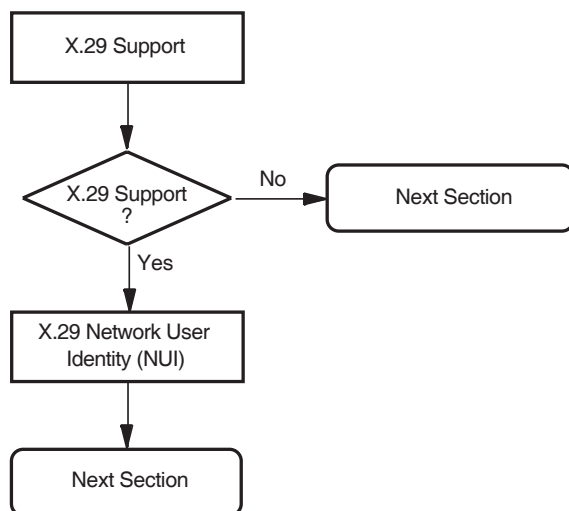 X.29 Support
X.29 Support
?
No
Next Section
Yes
X.29 Network User
Identity (NUI)
Next Section